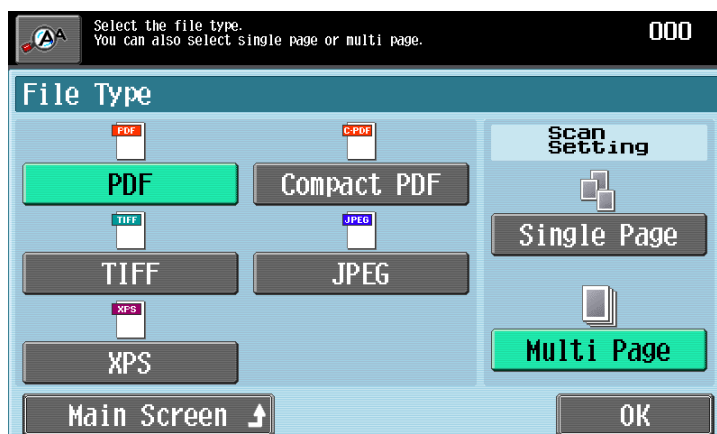 Select the file type.
You can also select single page or multi page.
000
File Type
PDF
PDF
C-PDF
Compact PDF
TIFF
TIFF
JPEG
JPEG
XPS
XPS
Scan
Setting
Single Page
Multi Page
Main Screen
OK
AA